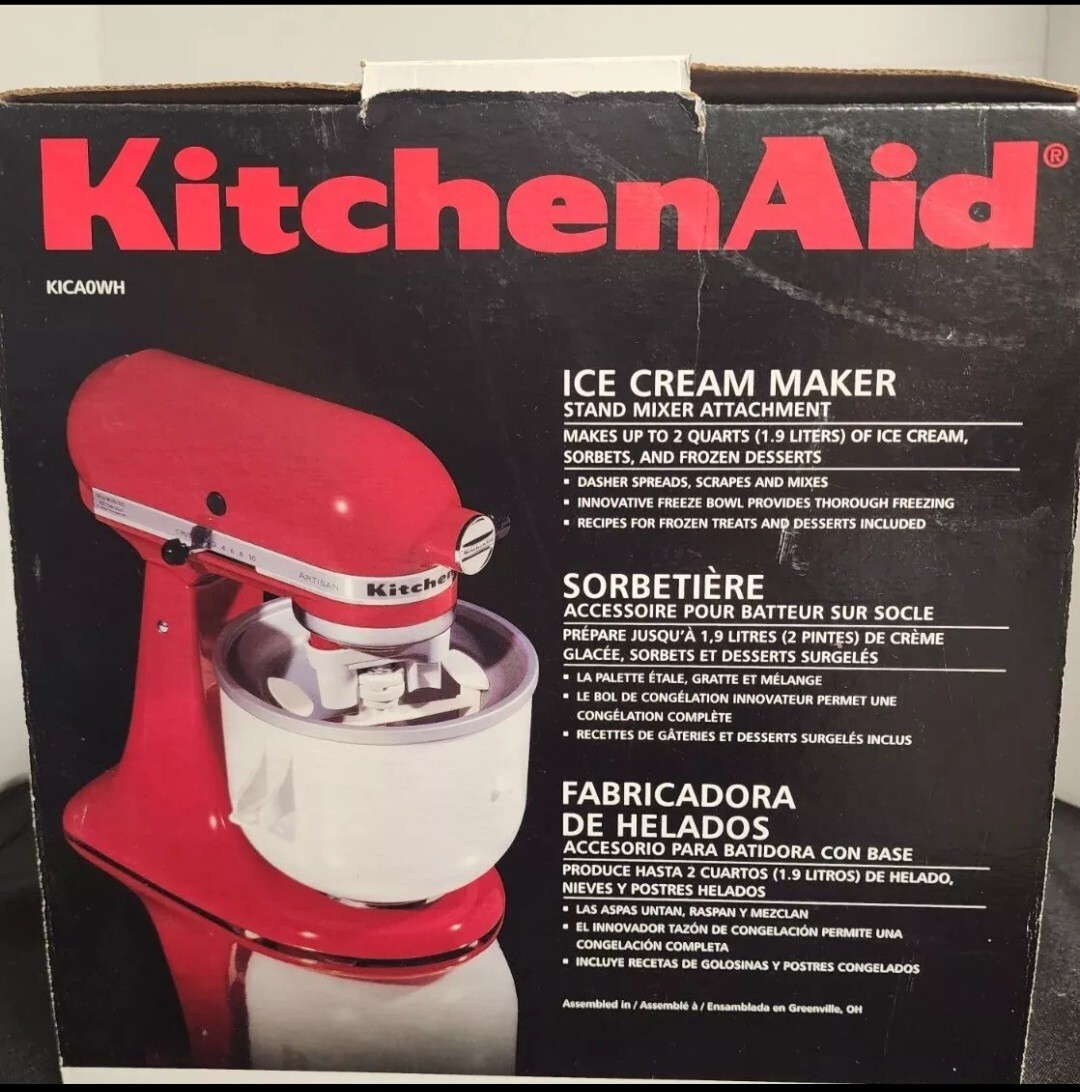 KitchenAid®
KICA0WH
ICE CREAM MAKER
STAND MIXER ATTACHMENT
MAKES UP TO 2 QUARTS (1.9 LITERS) OF ICE CREAM,
SORBETS, AND FROZEN DESSERTS
▪ DASHER SPREADS, SCRAPES AND MIXES
▪ INNOVATIVE FREEZE BOWL PROVIDES THOROUGH FREEZING
▪ RECIPES FOR FROZEN TREATS AND DESSERTS INCLUDED
SORBETIÈRE
ACCESSOIRE POUR BATTEUR SUR SOCLE
PRÉPARE JUSQU'À 1,9 LITRES (2 PINTES) DE CRÈME
GLACÉE, SORBETS ET DESSERTS SURGELÉS
▪ LA PALETTE ÉTALE, GRATTE ET MÉLANGE
▪ LE BOL DE CONGÉLATION INNOVATEUR PERMET UNE
CONGÉLATION COMPLÈTE
▪ RECETTES DE GÂTERIES ET DESSERTS SURGELÉS INCLUS
FABRICADORA
DE HELADOS
ACCESORIO PARA BATIDORA CON BASE
PRODUCE HASTA 2 CUARTOS (1.9 LITROS) DE HELADO,
NIEVES Y POSTRES HELADOS
▪ LAS ASPAS UNTAN, RASPAN Y MEZCLAN
▪ EL INNOVADOR TAZÓN DE CONGELACIÓN PERMITE UNA
CONGELACIÓN COMPLETA
▪ INCLUYE RECETAS DE GOLOSINAS Y POSTRES CONGELADOS
Assembled in / Assemblé à / Ensamblada en Greenville, OH
4 6 8 10
ARTISAN
Kitchen
KitchenAid